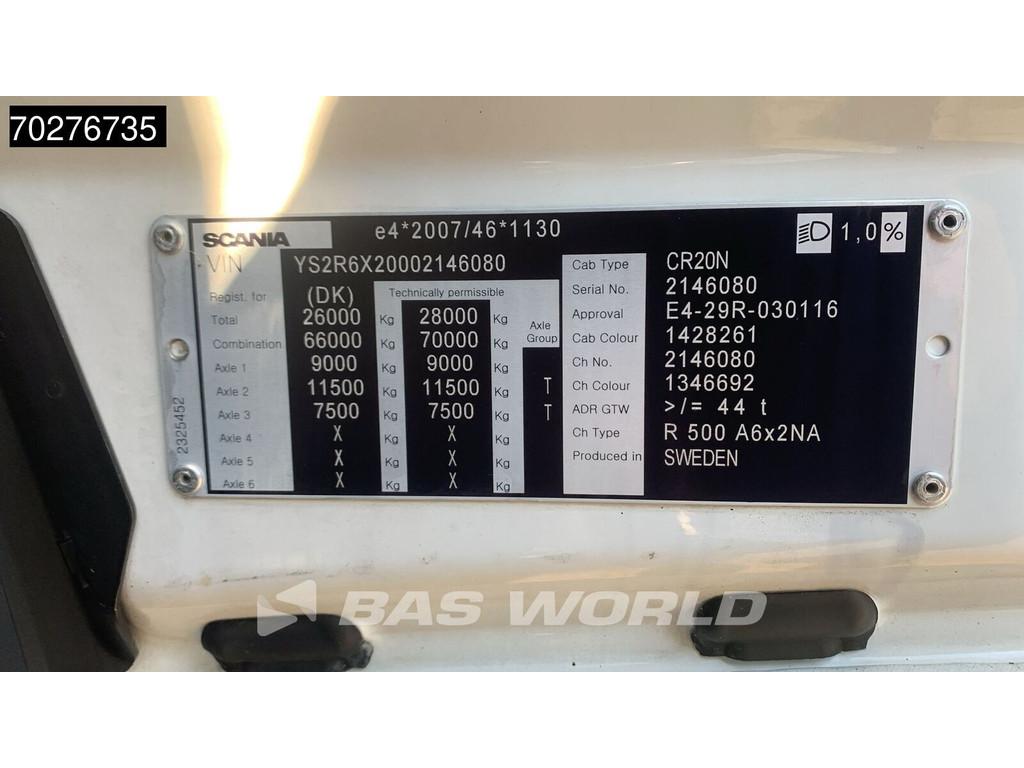 70276735
SCANIA e4*2007/46*1130 1,0%
VIN YS2R6X20002146080
Regist. for (DK) Technically permissible
Total 26000 Kg 28000 Kg Axle Group
Combination 66000 Kg 70000 Kg
Axle 1 9000 Kg 9000 Kg
Axle 2 11500 Kg 11500 Kg T
Axle 3 7500 Kg 7500 Kg T
Axle 4 X Kg X Kg
Axle 5 X Kg X Kg
Axle 6 X Kg X Kg
Cab Type CR20N
Serial No. 2146080
Approval E4-29R-030116
Cab Colour 1428261
Ch No. 2146080
Ch Colour 1346692
ADR GTW >/= 44 t
Ch Type R 500 A6x2NA
Produced in SWEDEN
2325452
BAS WORLD